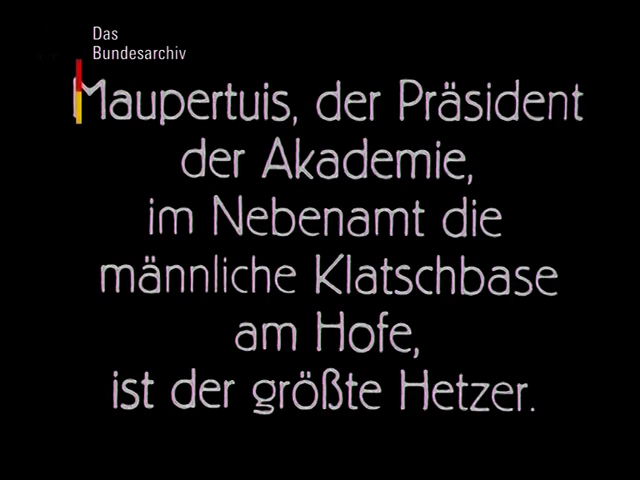 Das
Bundesarchiv
Maupertuis, der Präsident
der Akademie,
im Nebenamt die
männliche Klatschbase
am Hofe,
ist der größte Hetzer.